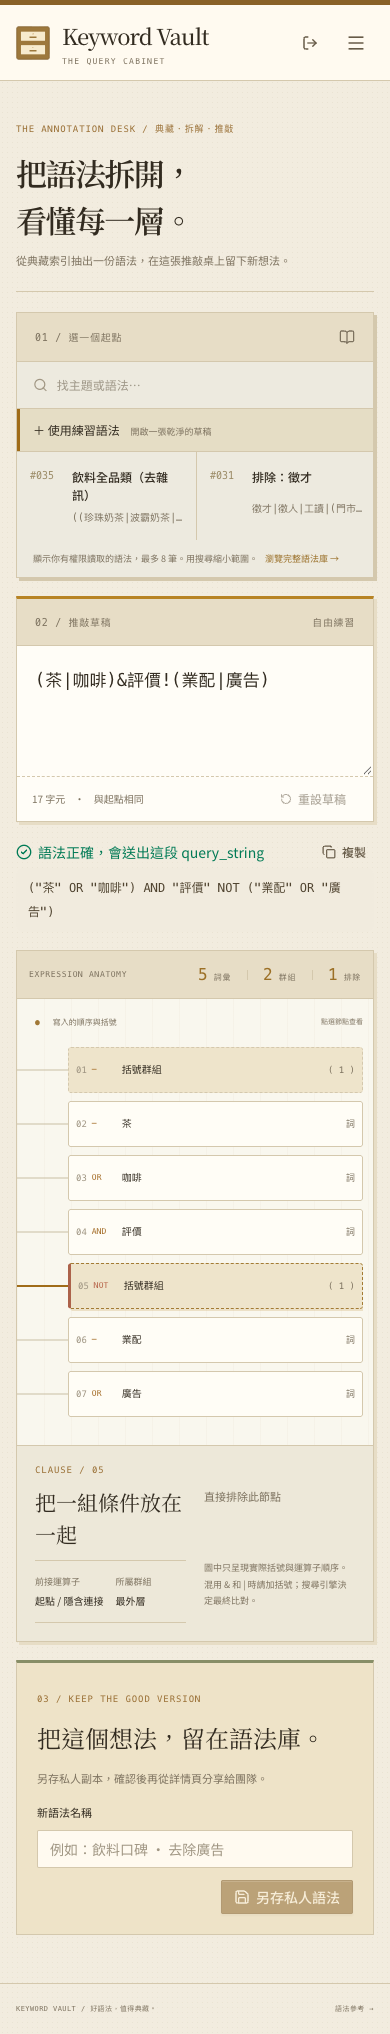 Keyword Vault
THE QUERY CABINET
THE ANNOTATION DESK / 典藏 · 拆解 · 推敲
把語法拆開，
看懂每一層。
從典藏索引抽出一份語法，在這張推敲桌上留下新想法。
01 / 選一個起點
找主題或語法…
＋ 使用練習語法 開啟一張乾淨的草稿
#035 飲料全品類（去雜訊）
((珍珠奶茶|波霸奶茶|…
#031 排除：徵才
徵才|徵人|工讀|(門市…
顯示你有權限讀取的語法，最多 8 筆。用搜尋縮小範圍。 瀏覽完整語法庫 →
02 / 推敲草稿 自由練習
(茶|咖啡)&評價!(業配|廣告)
17 字元 · 與起點相同 重設草稿
語法正確，會送出這段 query_string 複製
("茶" OR "咖啡") AND "評價" NOT ("業配" OR "廣
告")
EXPRESSION ANATOMY 5 詞彙 2 群組 1 排除
寫入的順序與括號 點選節點查看
01 — 括號群組 ( 1 )
02 — 茶 詞
03 OR 咖啡 詞
04 AND 評價 詞
05 NOT 括號群組 ( 1 )
06 — 業配 詞
07 OR 廣告 詞
CLAUSE / 05
把一組條件放在
一起
前接運算子 所屬群組
起點 / 隱含連接 最外層
直接排除此節點
圖中只呈現實際括號與運算子順序。
混用 & 和 | 時請加括號；搜尋引擎決
定最終比對。
03 / KEEP THE GOOD VERSION
把這個想法，留在語法庫。
另存私人副本，確認後再從詳情頁分享給團隊。
新語法名稱
例如：飲料口碑 · 去除廣告
另存私人語法
KEYWORD VAULT / 好語法，值得典藏。 語法參考 →